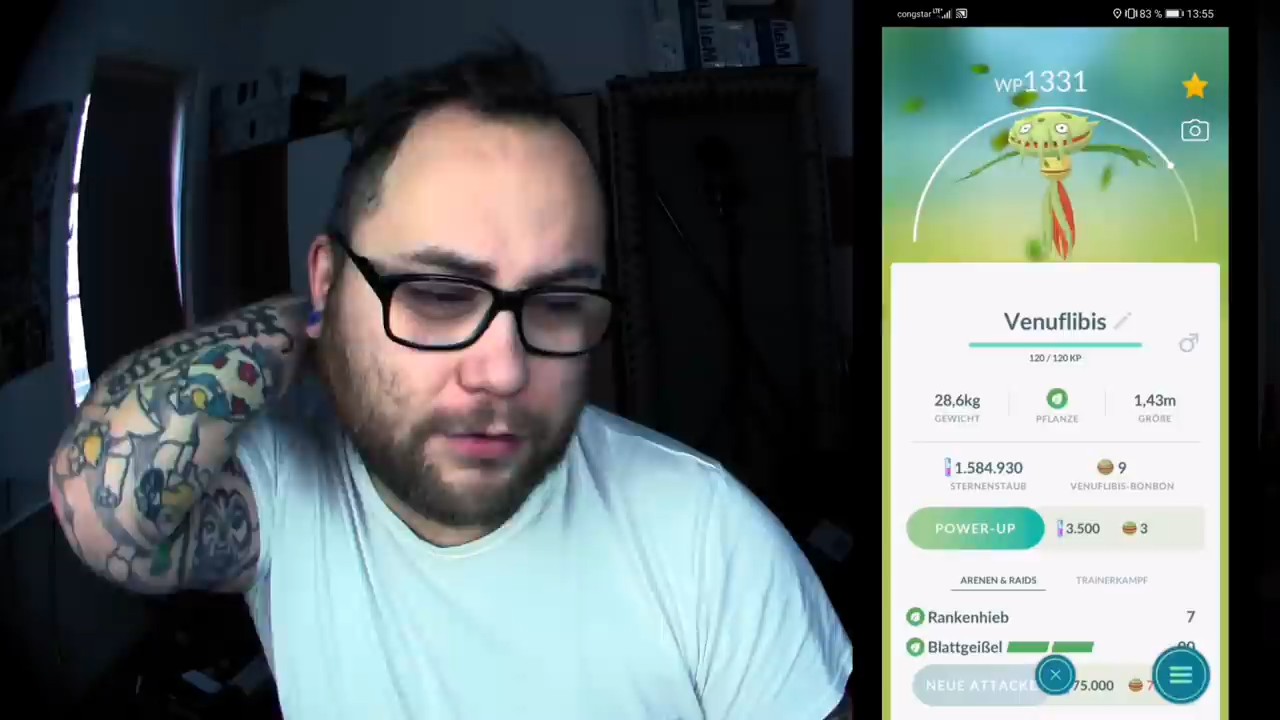 congstar
83 % 13:55
WP1331
Venuflibis
120 / 120 KP
28,6kg
GEWICHT
PFLANZE
1,43m
GRÖßE
1.584.930
STERNENSTAUB
9
VENUFLIBIS-BONBON
POWER-UP
3.500
3
ARENEN & RAIDS
TRAINERKAMPF
Rankenhieb
7
Blattgeißel
NEUE ATTACKE
75.000